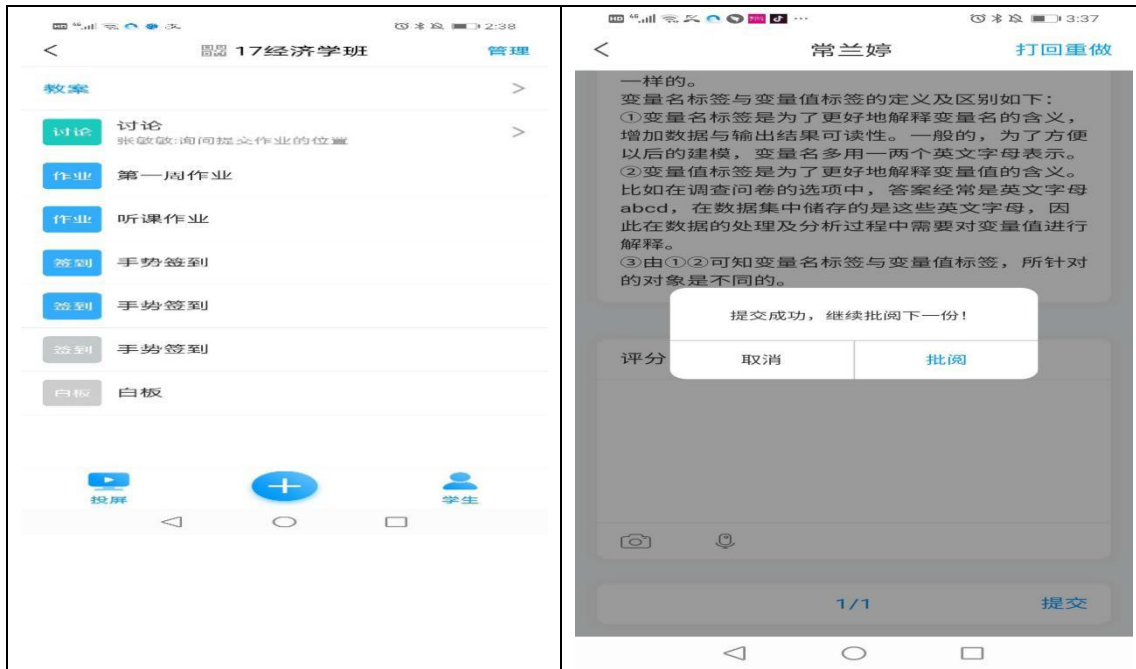 HD 46 2:38
< 17经济学班 管理
教案 >
讨论 讨论 >
张敏敏:询问提交作业的位置
作业 第一周作业
作业 听课作业
签到 手势签到
签到 手势签到
签到 手势签到
白板 白板
投屏 + 学生
HD 46 3:37
< 常兰婷 打回重做
一样的。
变量名标签与变量值标签的定义及区别如下：
①变量名标签是为了更好地解释变量名的含义，
增加数据与输出结果可读性。一般的，为了方便
以后的建模，变量名多用一两个英文字母表示。
②变量值标签是为了更好地解释变量值的含义。
比如在调查问卷的选项中，答案经常是英文字母
abcd，在数据集中储存的是这些英文字母，因
此在数据的处理及分析过程中需要对变量值进行
解释。
③由①②可知变量名标签与变量值标签，所针对
的对象是不同的。
提交成功，继续批阅下一份！
评分
取消 批阅
1/1 提交